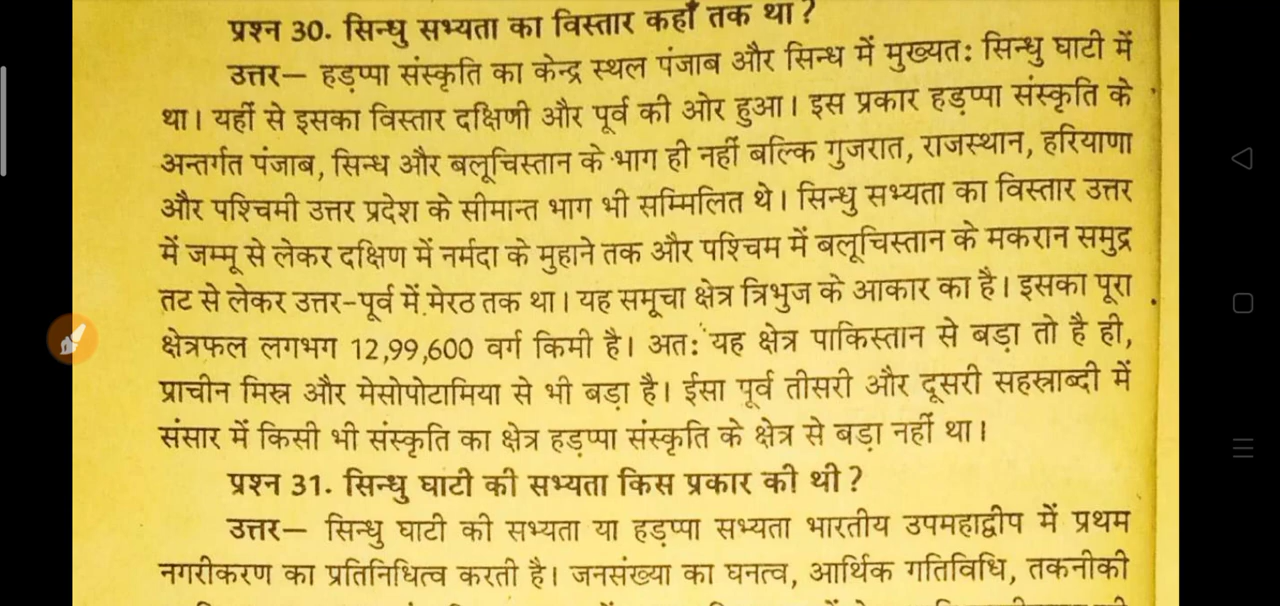 प्रश्न 30. सिन्धु सभ्यता का विस्तार कहाँ तक था?
उत्तर— हड़प्पा संस्कृति का केन्द्र स्थल पंजाब और सिन्ध में मुख्यतः सिन्धु घाटी में
था। यहीं से इसका विस्तार दक्षिणी और पूर्व की ओर हुआ। इस प्रकार हड़प्पा संस्कृति के
अन्तर्गत पंजाब, सिन्ध और बलूचिस्तान के भाग ही नहीं बल्कि गुजरात, राजस्थान, हरियाणा
और पश्चिमी उत्तर प्रदेश के सीमान्त भाग भी सम्मिलित थे। सिन्धु सभ्यता का विस्तार उत्तर
में जम्मू से लेकर दक्षिण में नर्मदा के मुहाने तक और पश्चिम में बलूचिस्तान के मकरान समुद्र
तट से लेकर उत्तर-पूर्व में मेरठ तक था। यह समूचा क्षेत्र त्रिभुज के आकार का है। इसका पूरा
क्षेत्रफल लगभग 12,99,600 वर्ग किमी है। अतः यह क्षेत्र पाकिस्तान से बड़ा तो है ही,
प्राचीन मिस्र और मेसोपोटामिया से भी बड़ा है। ईसा पूर्व तीसरी और दूसरी सहस्राब्दी में
संसार में किसी भी संस्कृति का क्षेत्र हड़प्पा संस्कृति के क्षेत्र से बड़ा नहीं था।
प्रश्न 31. सिन्धु घाटी की सभ्यता किस प्रकार की थी?
उत्तर— सिन्धु घाटी की सभ्यता या हड़प्पा सभ्यता भारतीय उपमहाद्वीप में प्रथम
नगरीकरण का प्रतिनिधित्व करती है। जनसंख्या का घनत्व, आर्थिक गतिविधि, तकनीकी